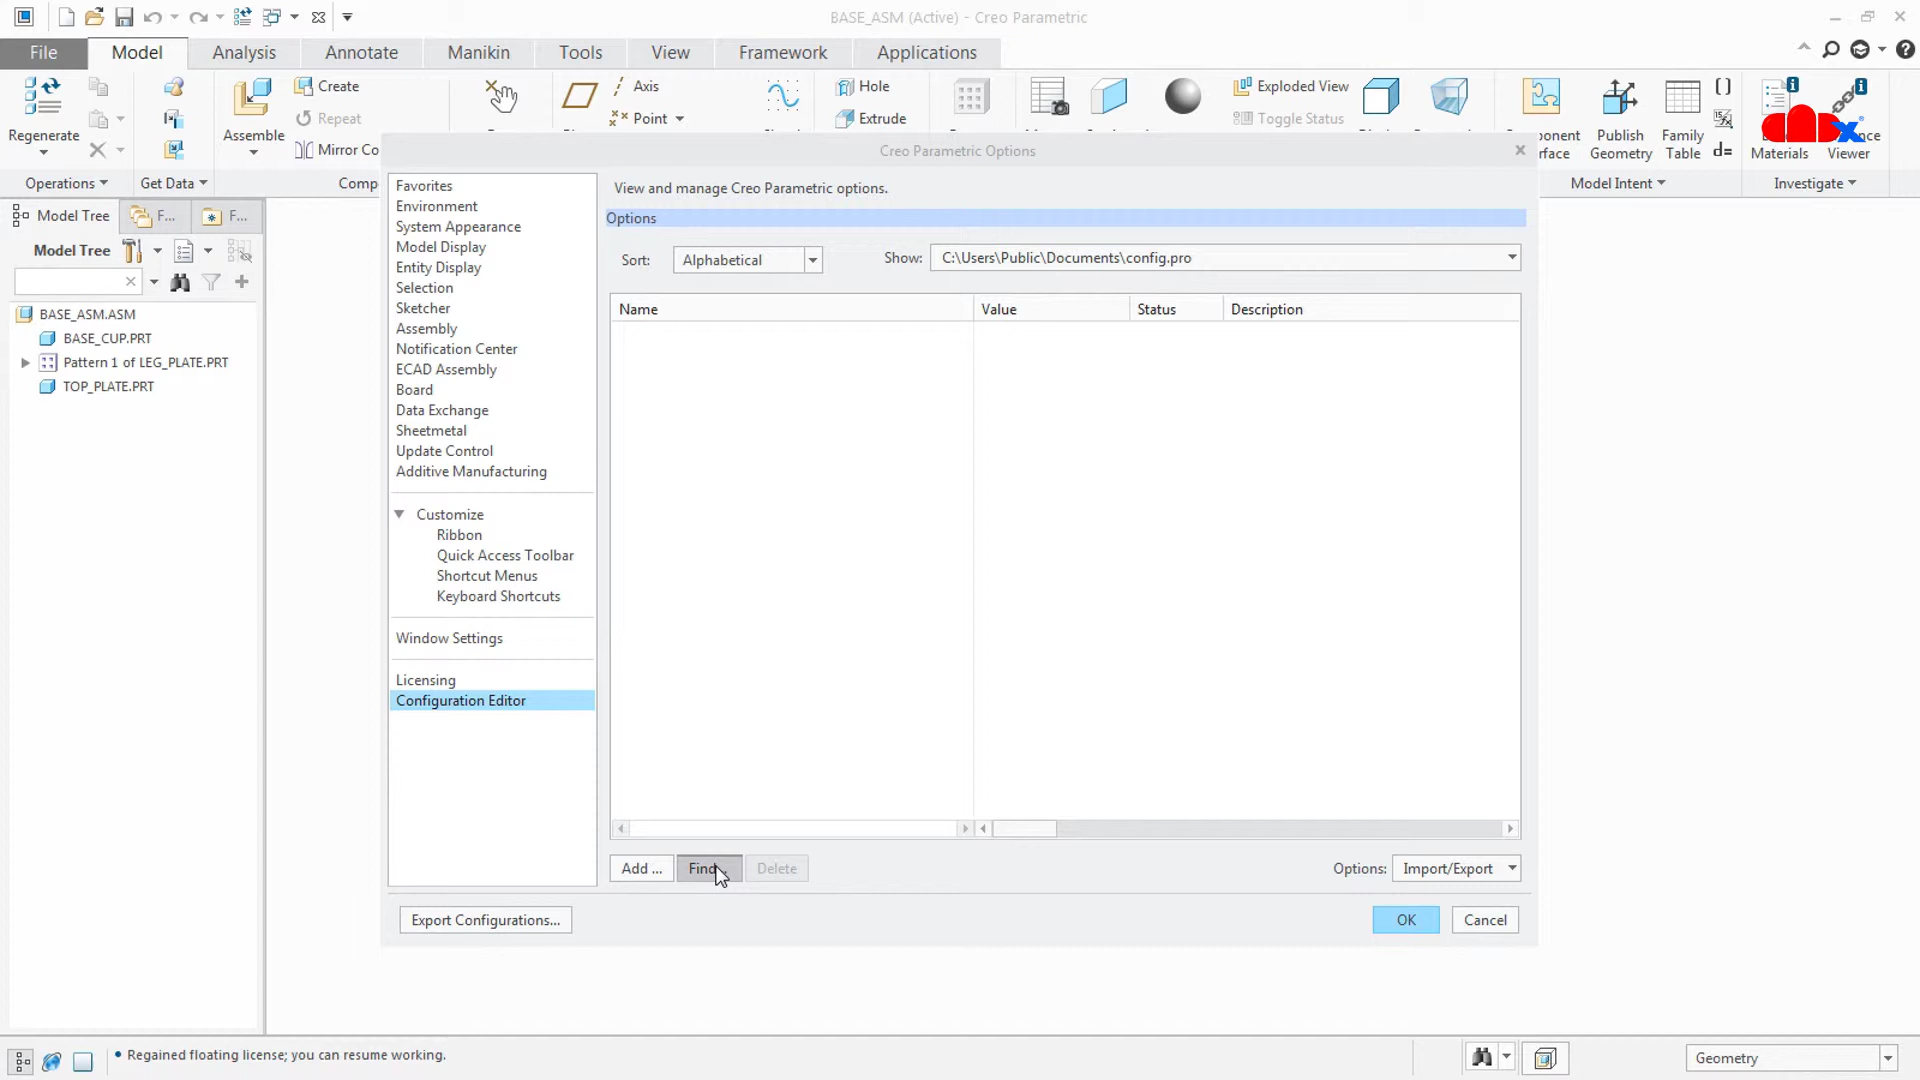 BASE_ASM (Active) - Creo Parametric
File
Model
Analysis
Annotate
Manikin
Tools
View
Framework
Applications
Regenerate
Assemble
Create
Repeat
Mirror Co
Axis
Point
Hole
Extrude
Exploded View
Toggle Status
Publish
Geometry
Family
Table
d=
Materials
Viewer
Operations
Get Data
Comp
Model Intent
Investigate
Model Tree
F...
F...
Model Tree
BASE_ASM.ASM
BASE_CUP.PRT
Pattern 1 of LEG_PLATE.PRT
TOP_PLATE.PRT
Creo Parametric Options
Favorites
Environment
System Appearance
Model Display
Entity Display
Selection
Sketcher
Assembly
Notification Center
ECAD Assembly
Board
Data Exchange
Sheetmetal
Update Control
Additive Manufacturing
Customize
Ribbon
Quick Access Toolbar
Shortcut Menus
Keyboard Shortcuts
Window Settings
Licensing
Configuration Editor
View and manage Creo Parametric options.
Options
Sort: Alphabetical
Show: C:\Users\Public\Documents\config.pro
Name Value Status Description
Add ...
Find
Delete
Options: Import/Export
Export Configurations...
OK
Cancel
Regained floating license; you can resume working.
Geometry